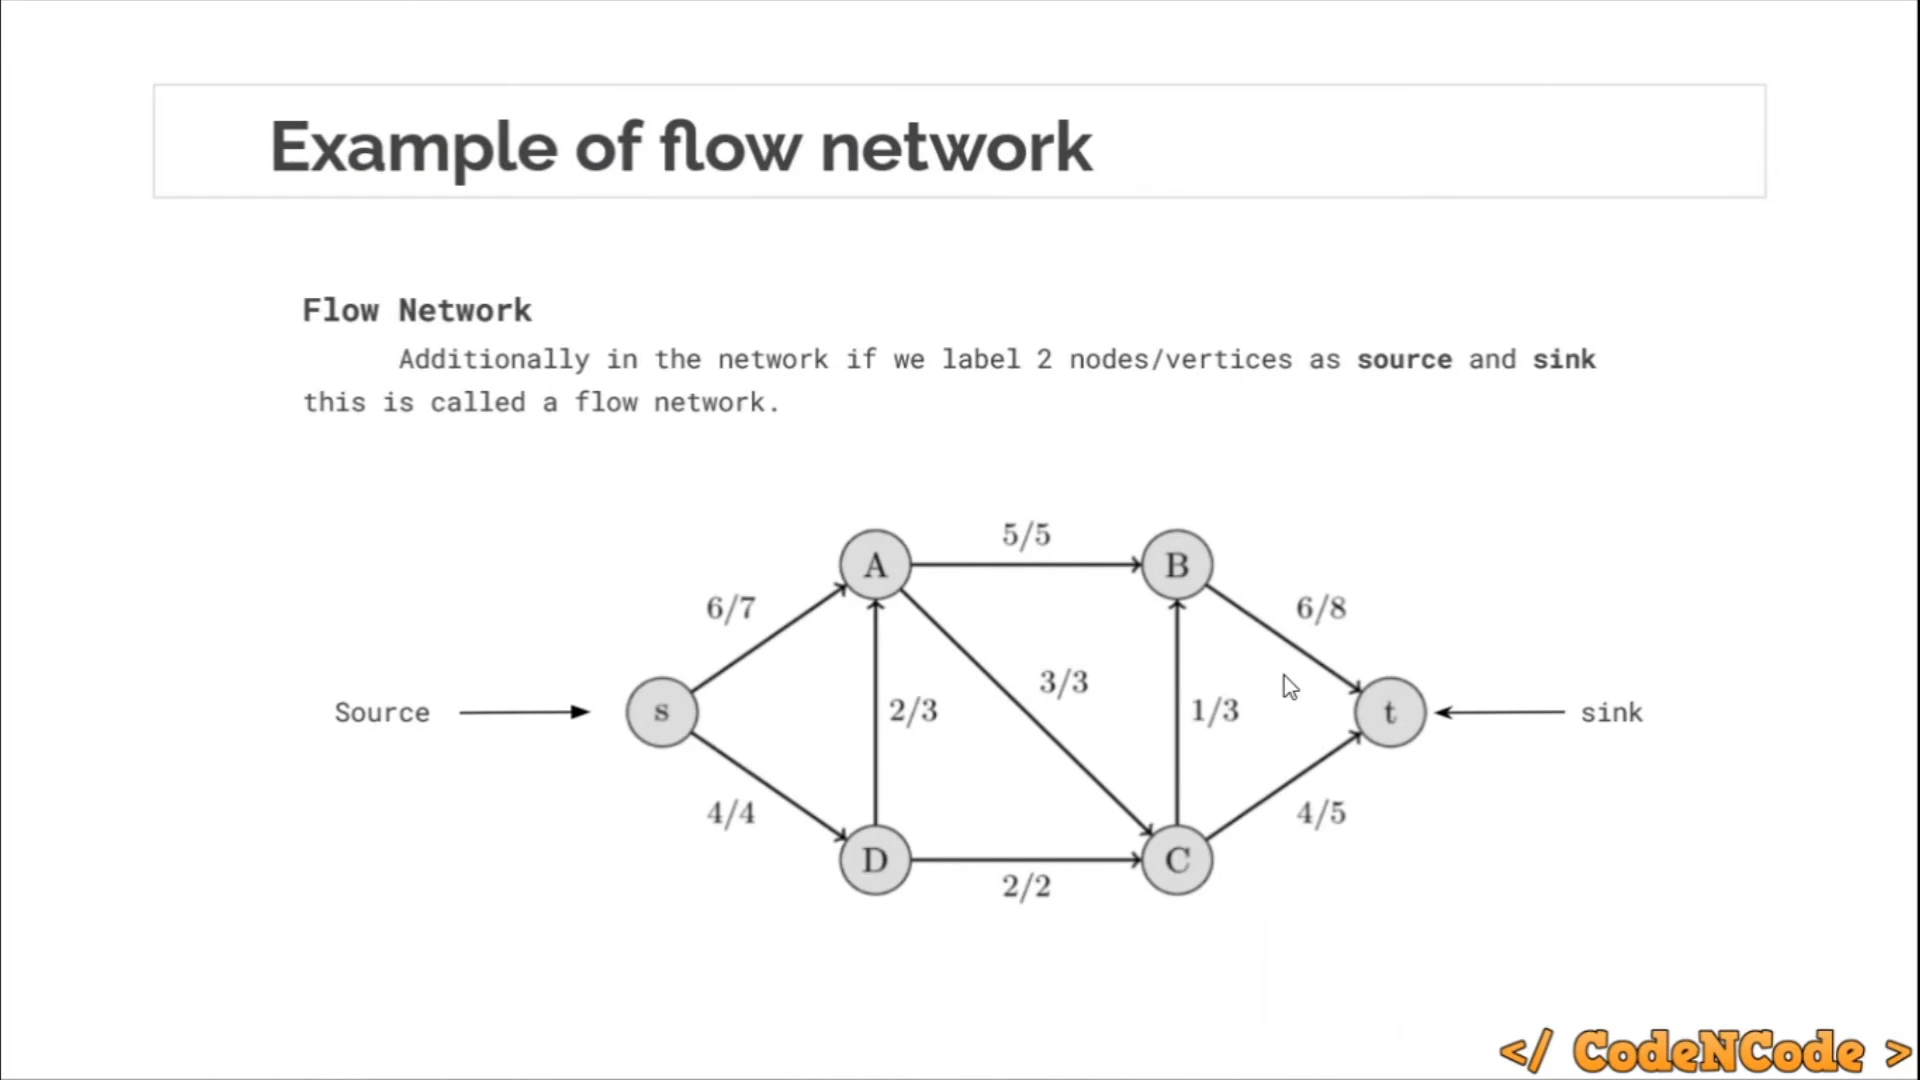 Example of flow network
Flow Network
Additionally in the network if we label 2 nodes/vertices as source and sink
this is called a flow network.
5/5
A
B
6/7
6/8
3/3
Source
s
2/3
1/3
t
sink
4/4
4/5
D
C
2/2
</ CodeNCode >